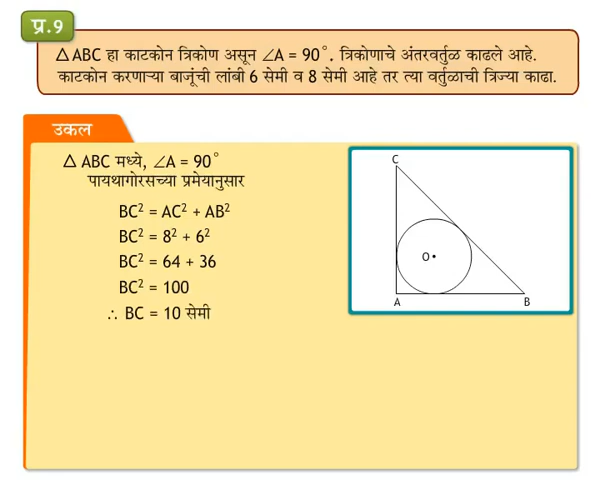 प्र.9
△ ABC हा काटकोन त्रिकोण असून ∠A = 90°. त्रिकोणाचे अंतरवर्तुळ काढले आहे.
काटकोन करणाऱ्या बाजूंची लांबी 6 सेमी व 8 सेमी आहे तर त्या वर्तुळाची त्रिज्या काढा.
उकल
△ ABC मध्ये, ∠A = 90°
पायथागोरसच्या प्रमेयानुसार
BC² = AC² + AB²
BC² = 8² + 6²
BC² = 64 + 36
BC² = 100
∴ BC = 10 सेमी
C
O
A
B